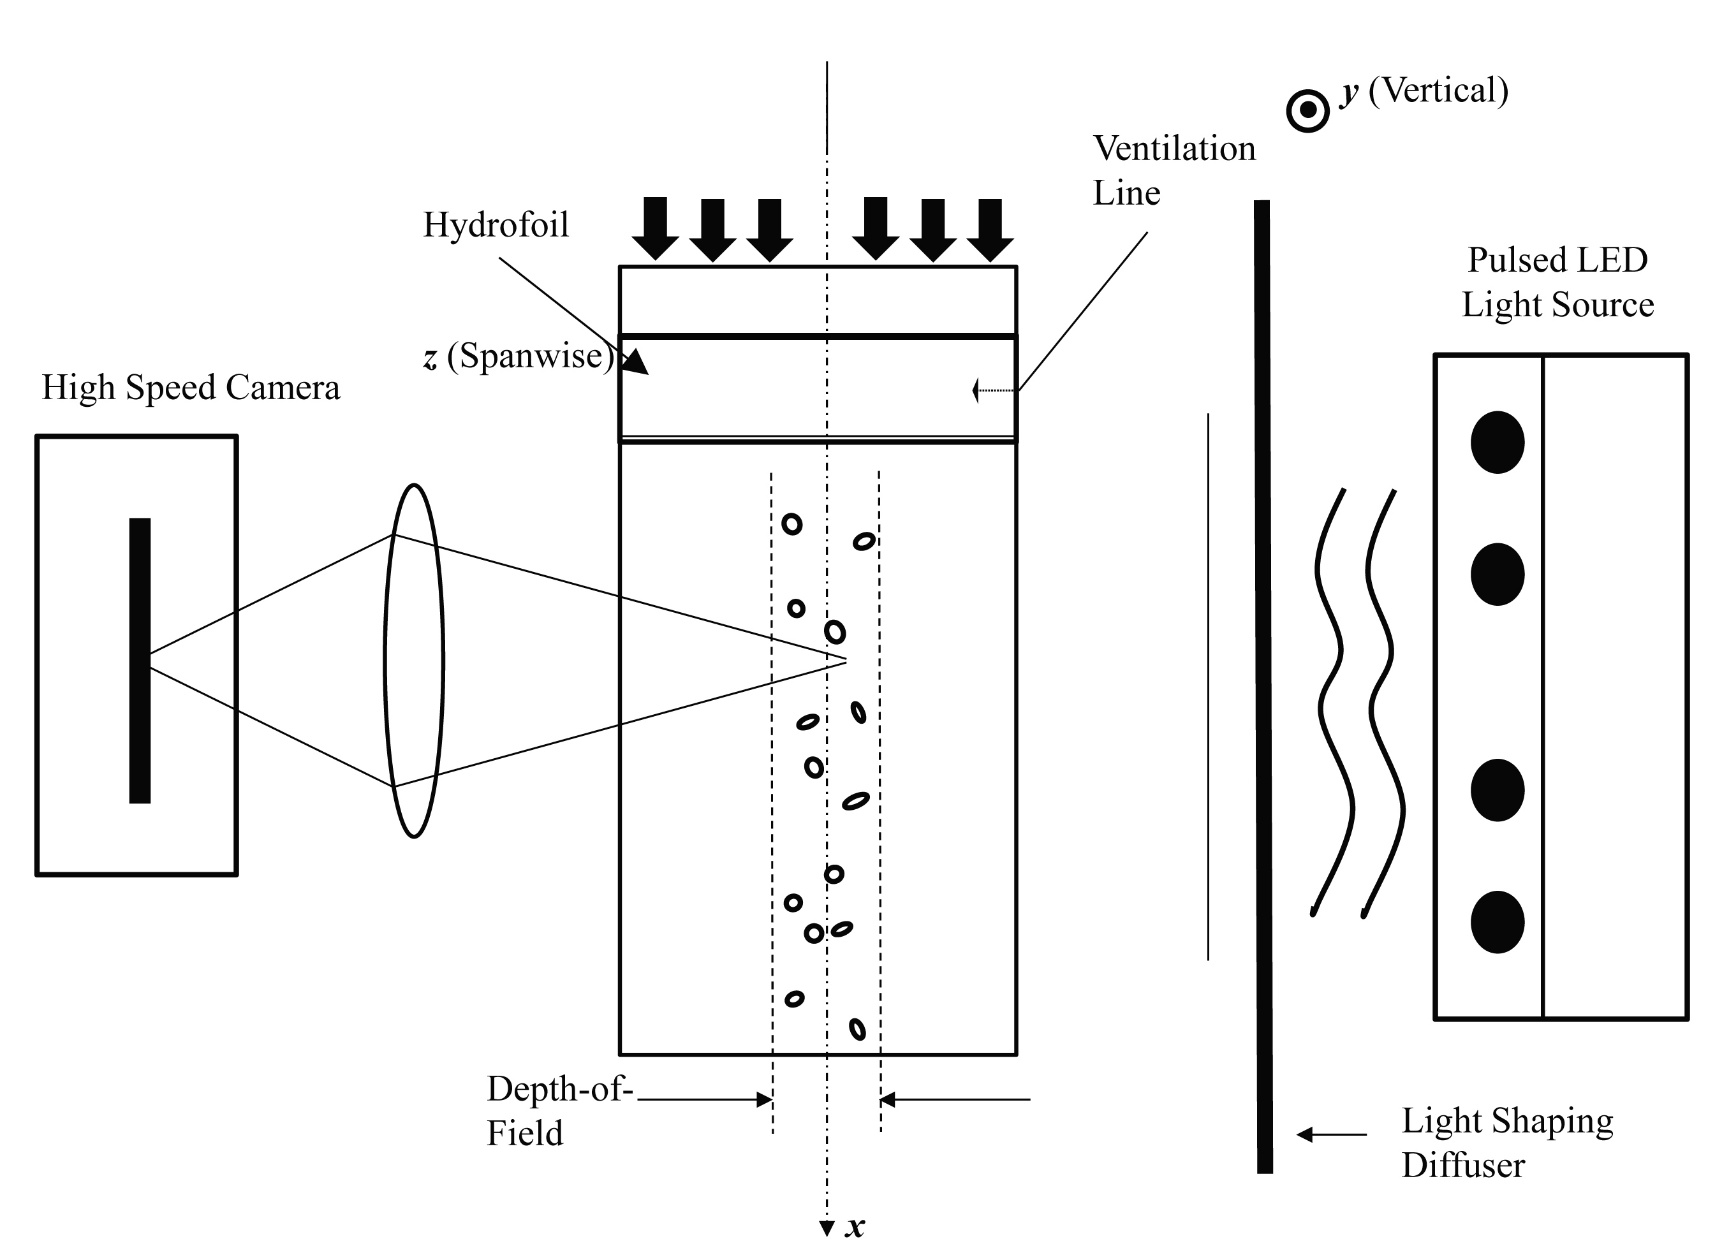 y (Vertical)
Ventilation
Line
Hydrofoil
Pulsed LED
Light Source
z (Spanwise)
High Speed Camera
Depth-of-
Field
Light Shaping
Diffuser
x